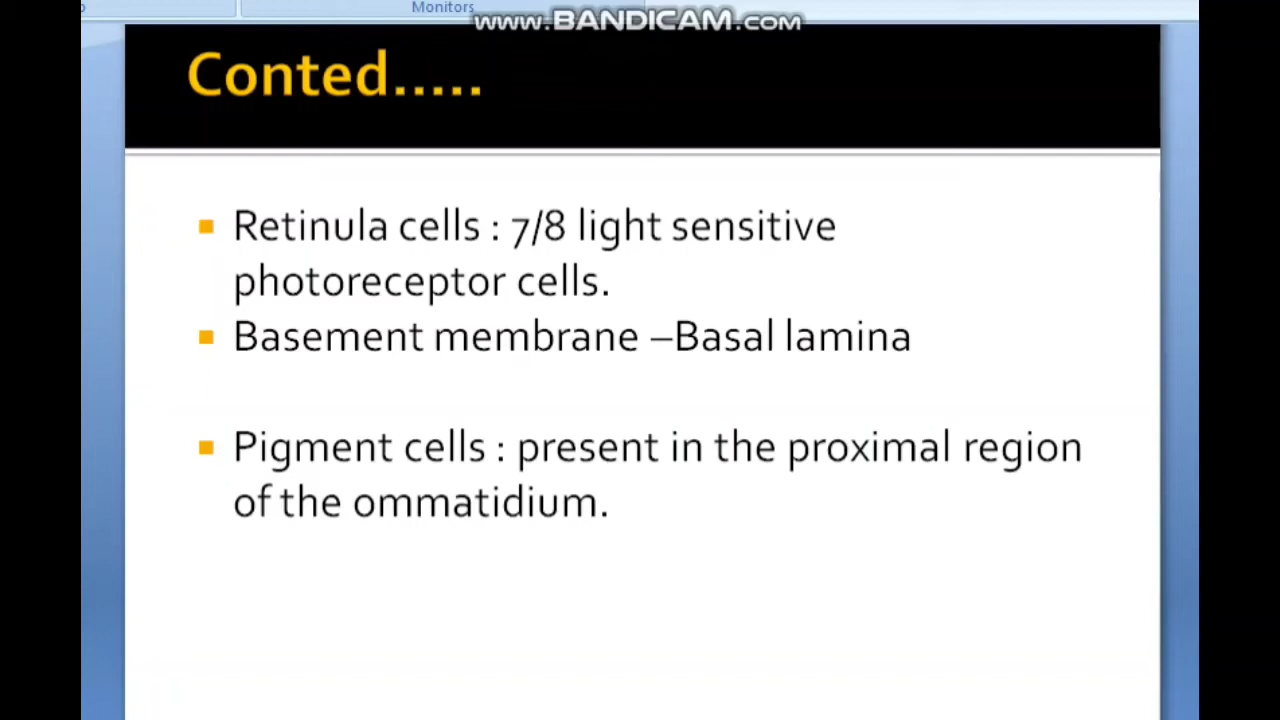 Monitors
www.BANDICAM.com
Conted.....
Retinula cells : 7/8 light sensitive
photoreceptor cells.
Basement membrane –Basal lamina
Pigment cells : present in the proximal region
of the ommatidium.